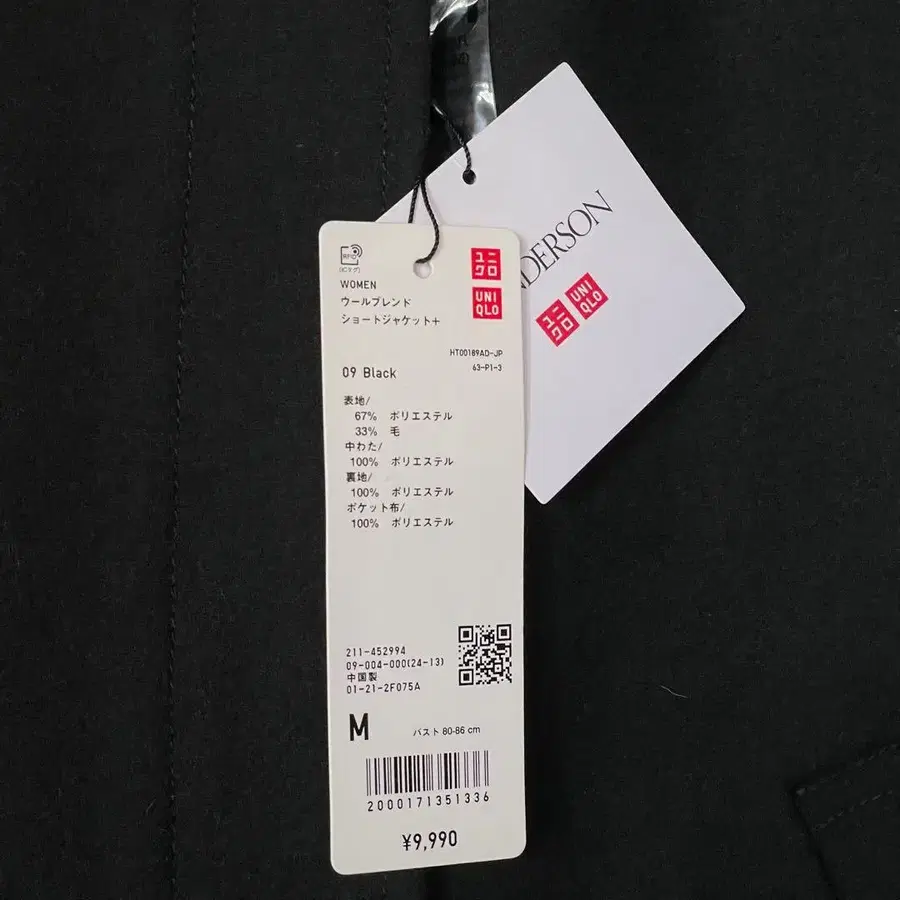 RFID
[ICタグ]
ユニ
クロ
UNI
QLO
WOMEN
ウールブレンド
ショートジャケット+
HT00189AD-JP
63-P1-3
09 Black
表地/
67% ポリエステル
33% 毛
中わた/
100% ポリエステル
裏地/
100% ポリエステル
ポケット布/
100% ポリエステル
211-452994
09-004-000(24-13)
中国製
01-21-2F075A
M バスト 80-86 cm
2000171351336
¥9,990
NDERSON
ユニ
クロ
UNI
QLO